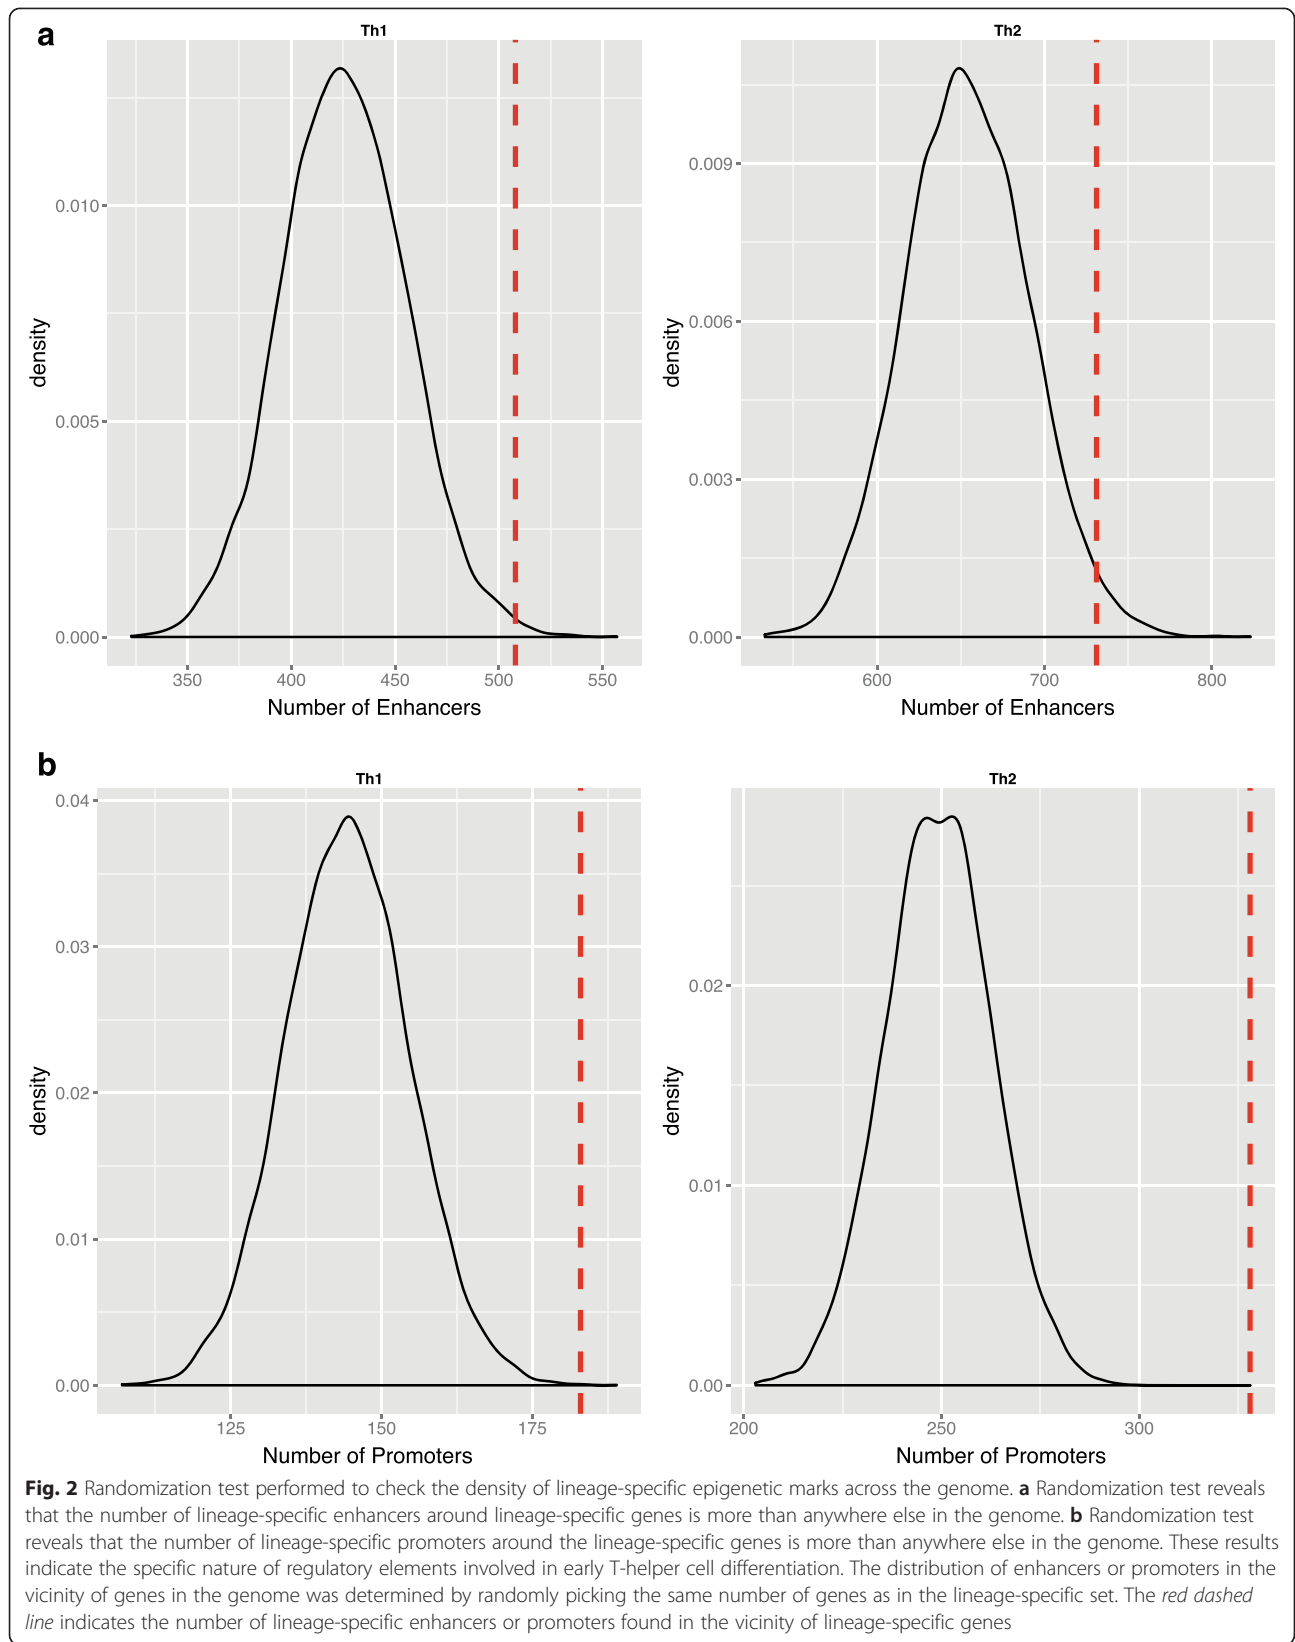 a
Th1
Th2
0.010
0.005
0.000
density
350 400 450 500 550
Number of Enhancers
0.009
0.006
0.003
0.000
density
600 700 800
Number of Enhancers
b
Th1
Th2
0.04
0.03
0.02
0.01
0.00
density
125 150 175
Number of Promoters
0.02
0.01
0.00
density
200 250 300
Number of Promoters
Fig. 2 Randomization test performed to check the density of lineage-specific epigenetic marks across the genome. a Randomization test reveals
that the number of lineage-specific enhancers around lineage-specific genes is more than anywhere else in the genome. b Randomization test
reveals that the number of lineage-specific promoters around the lineage-specific genes is more than anywhere else in the genome. These results
indicate the specific nature of regulatory elements involved in early T-helper cell differentiation. The distribution of enhancers or promoters in the
vicinity of genes in the genome was determined by randomly picking the same number of genes as in the lineage-specific set. The red dashed
line indicates the number of lineage-specific enhancers or promoters found in the vicinity of lineage-specific genes